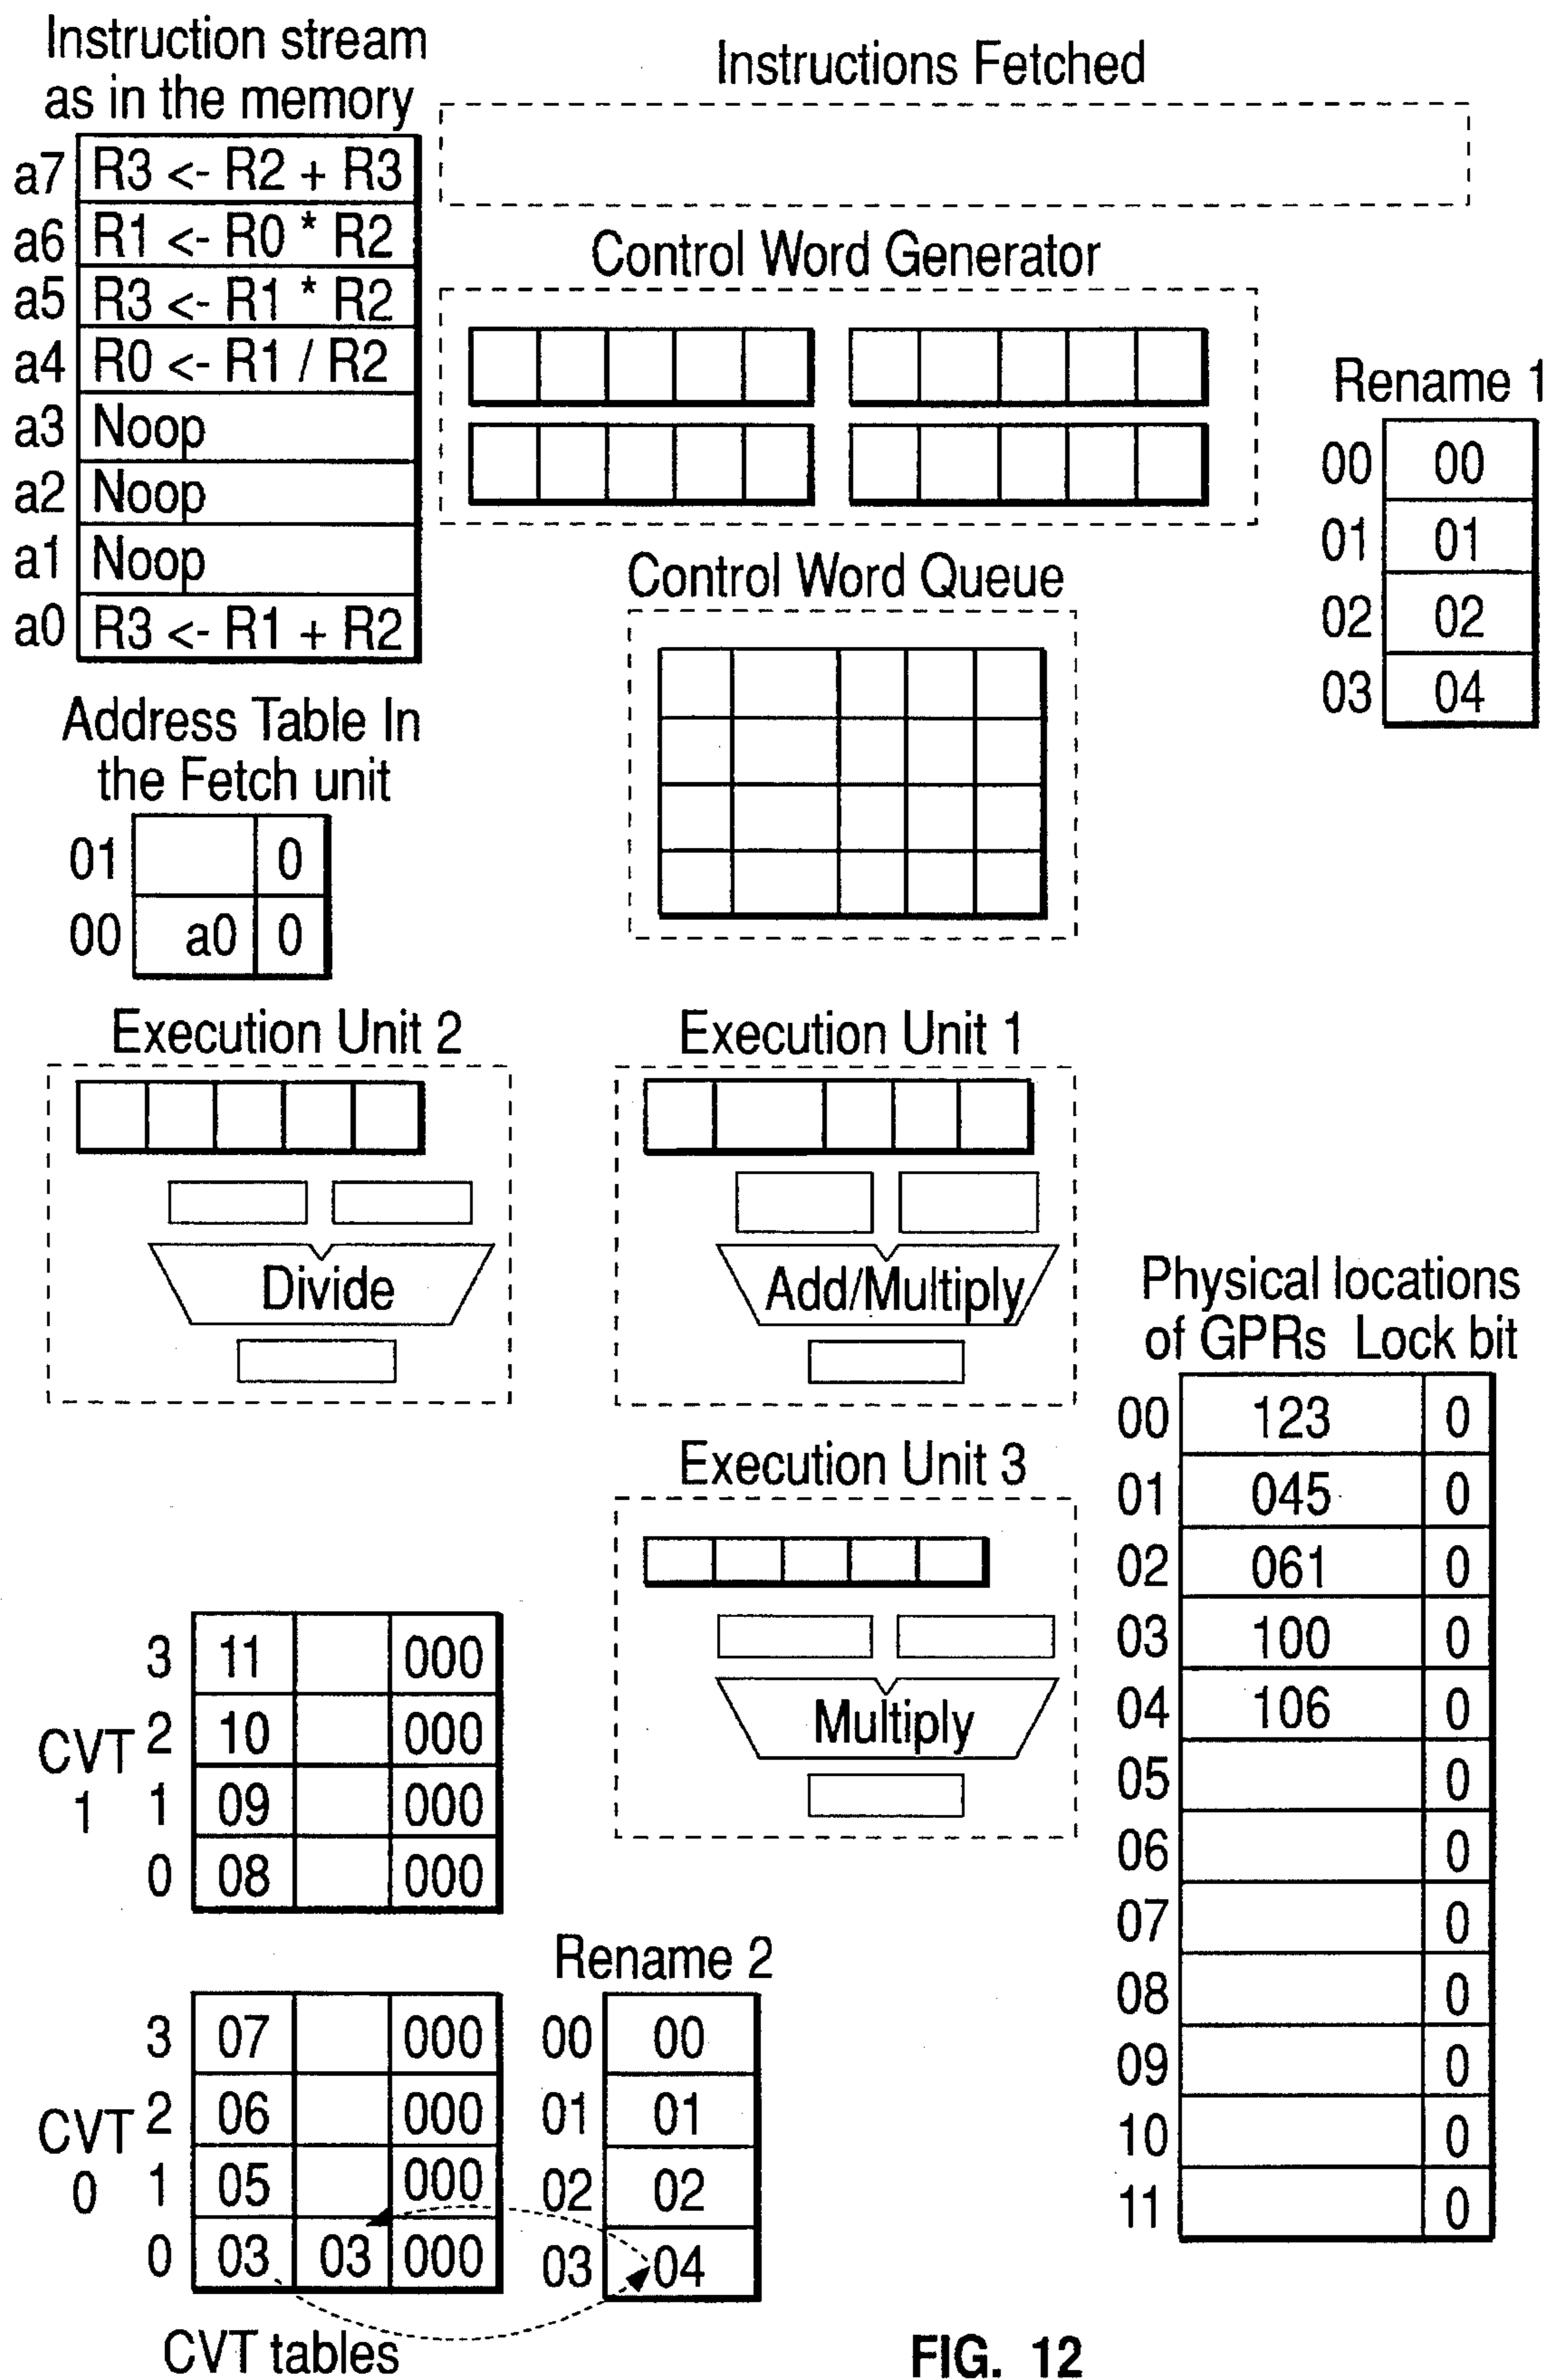 Instruction stream
as in the memory
a7 R3 <- R2 + R3
a6 R1 <- R0 * R2
a5 R3 <- R1 * R2
a4 R0 <- R1 / R2
a3 Noop
a2 Noop
a1 Noop
a0 R3 <- R1 + R2
Instructions Fetched
Control Word Generator
Control Word Queue
Rename 1
00 00
01 01
02 02
03 04
Address Table In
the Fetch unit
01 0
00 a0 0
Execution Unit 2
Divide
Execution Unit 1
Add/Multiply
Execution Unit 3
Multiply
Physical locations
of GPRs Lock bit
00 123 0
01 045 0
02 061 0
03 100 0
04 106 0
05 0
06 0
07 0
08 0
09 0
10 0
11 0
CVT
1
3 11 000
2 10 000
1 09 000
0 08 000
CVT
0
3 07 000
2 06 000
1 05 000
0 03 03 000
Rename 2
00 00
01 01
02 02
03 04
CVT tables
FIG. 12